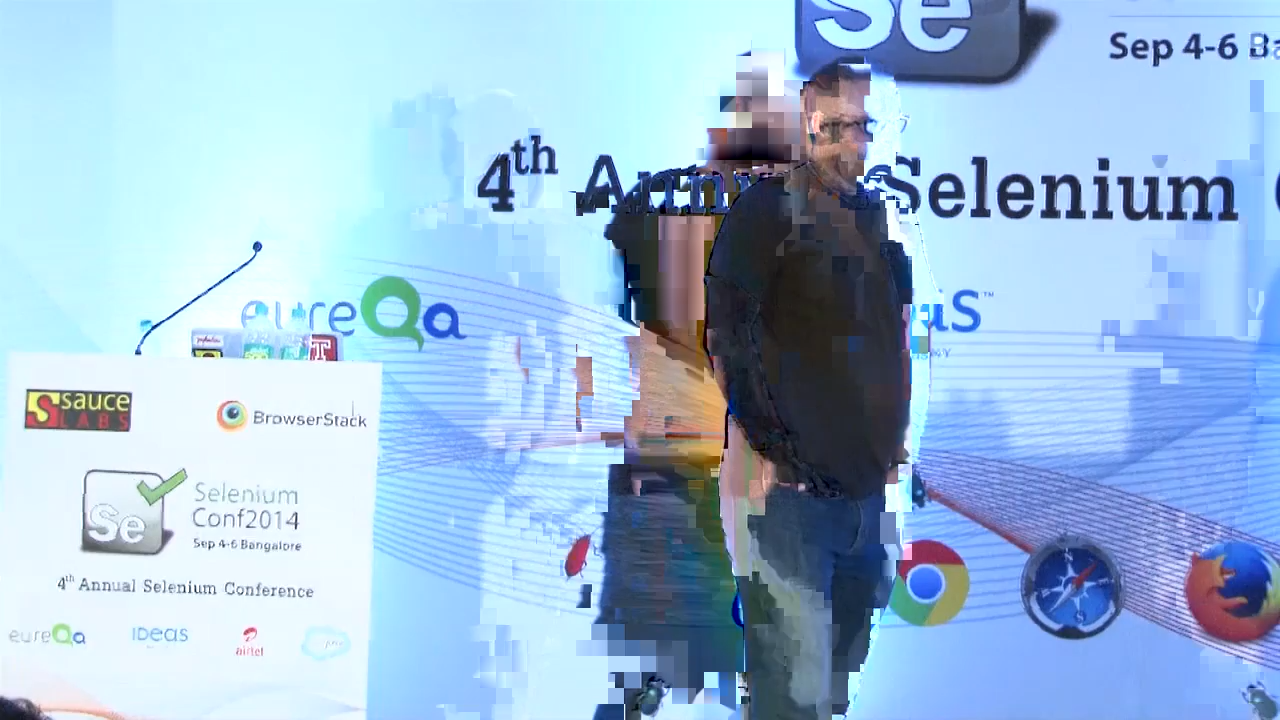 Se
Sep 4-6
4th Selenium
eureQa
™
T
sauce
LABS
BrowserStack
Se
Selenium
Conf2014
Sep 4-6 Bangalore
4th Annual Selenium Conference
eureQa
IDeaS
airtel